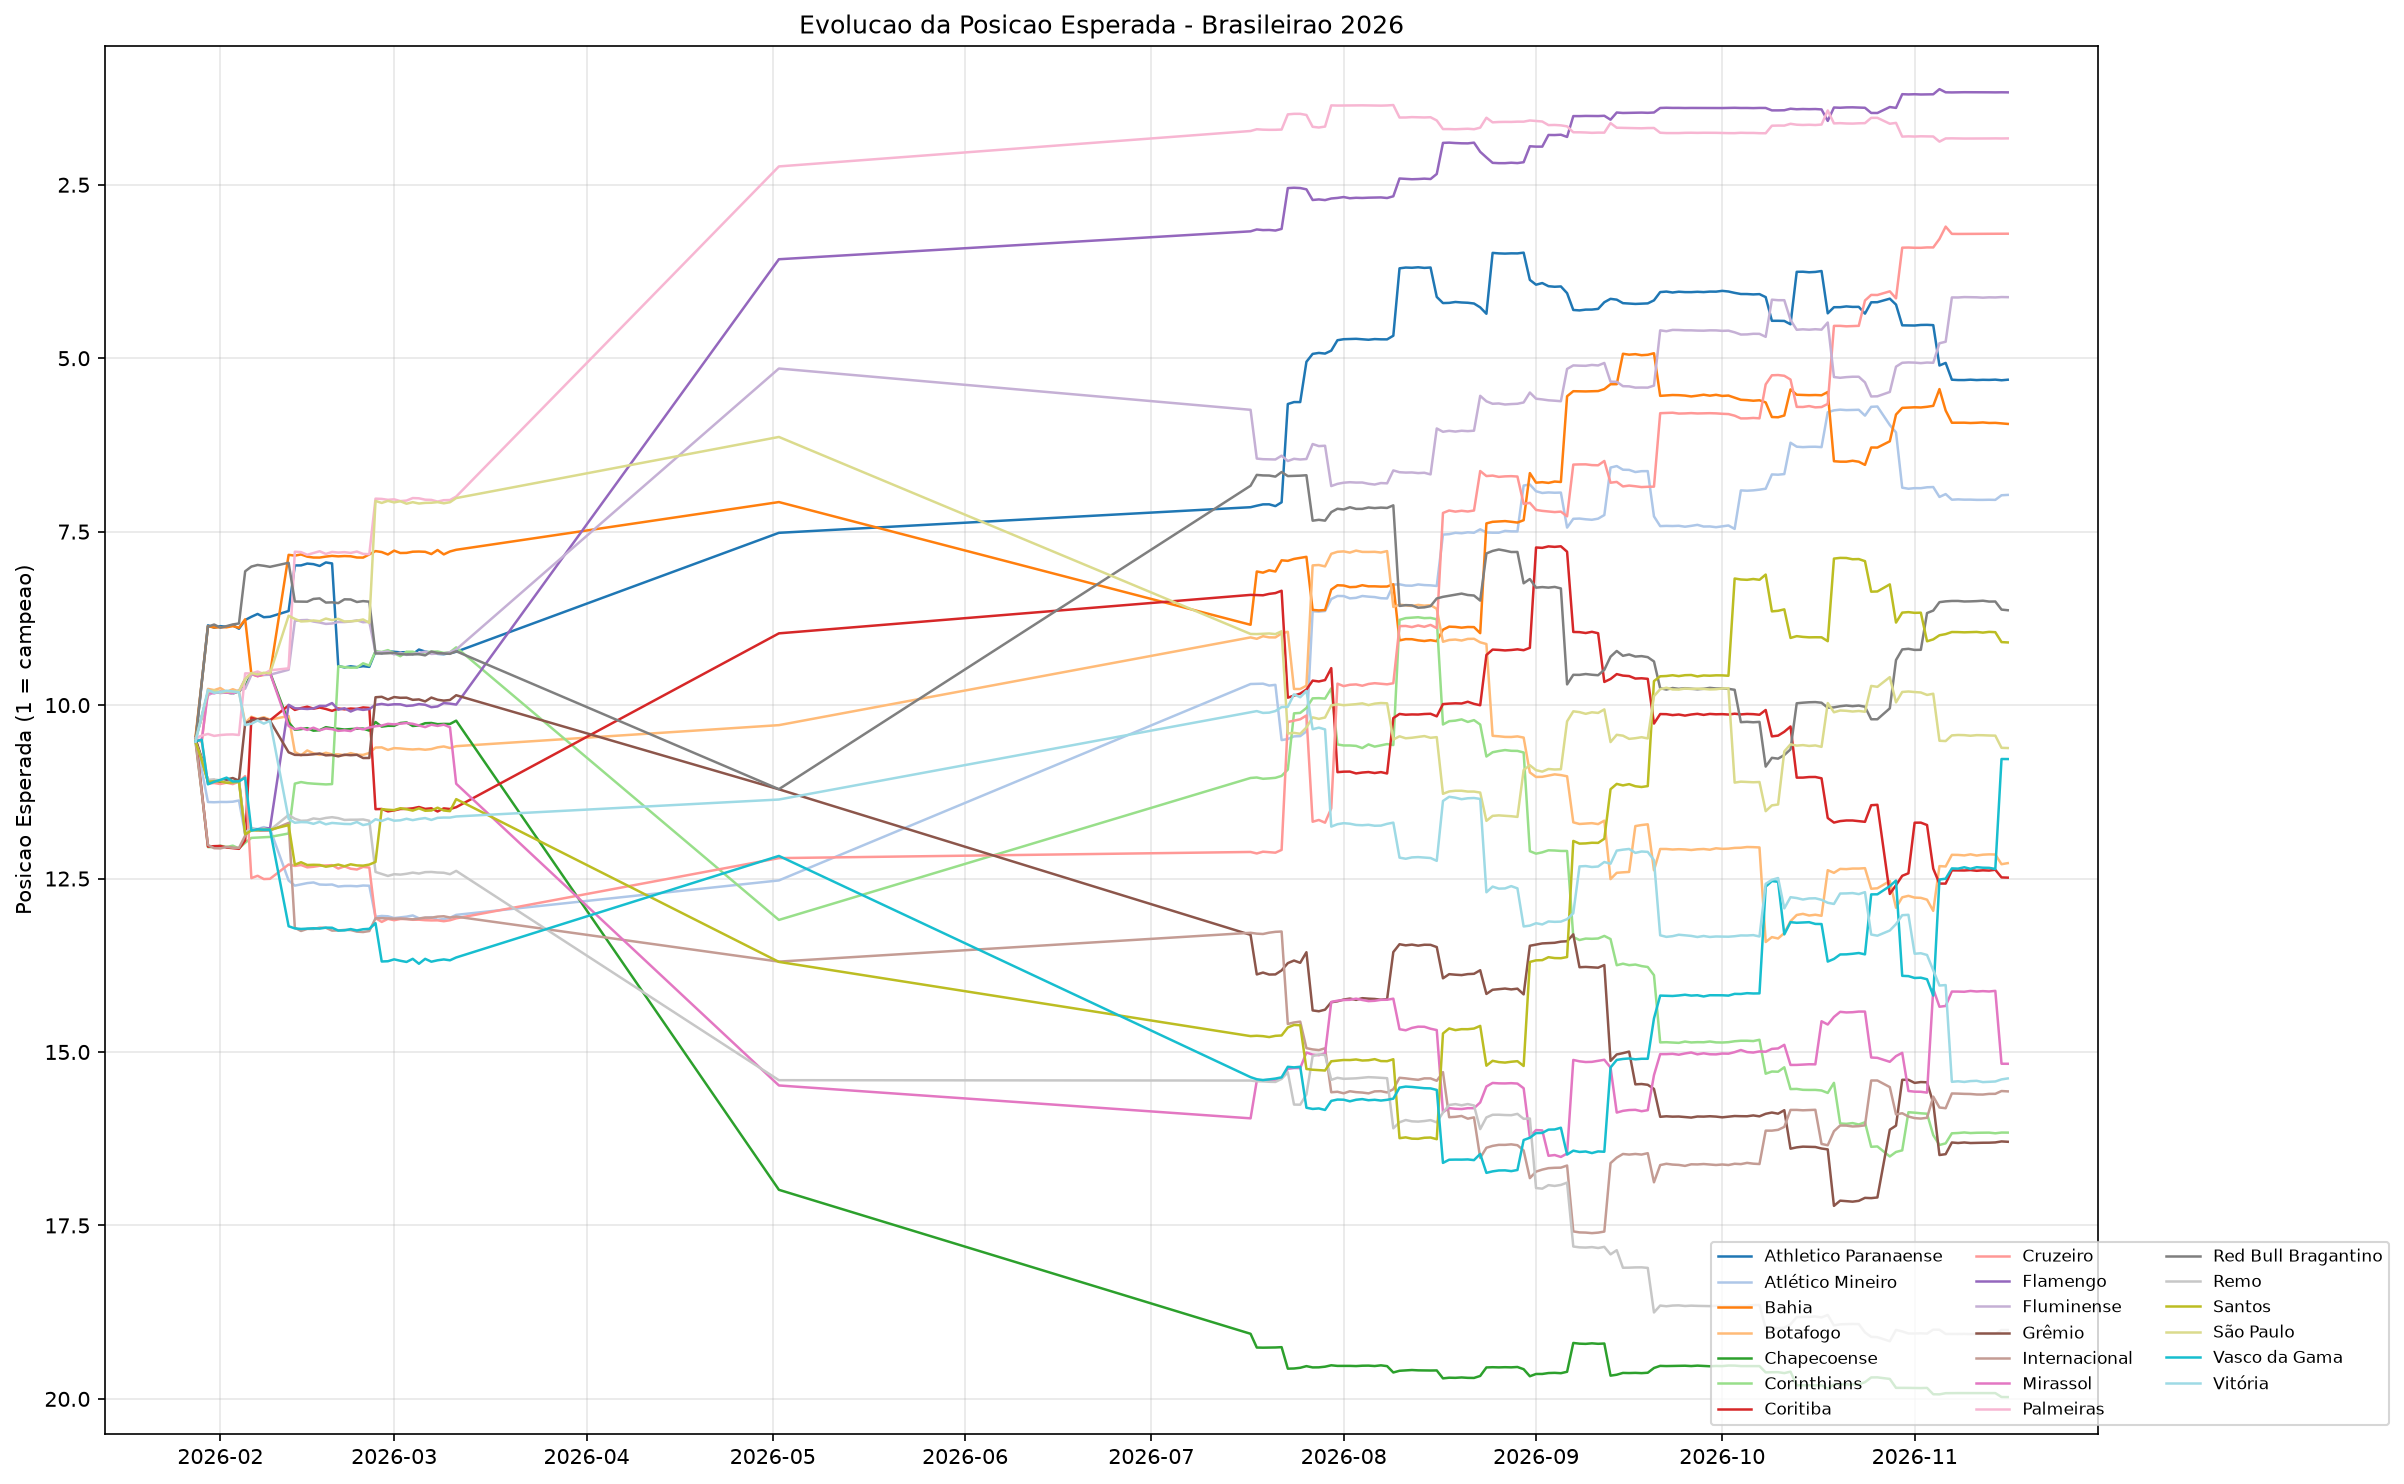 Evolucao da Posicao Esperada - Brasileirao 2026
Posicao Esperada (1 = campeao)
2.5
5.0
7.5
10.0
12.5
15.0
17.5
20.0
2026-02
2026-03
2026-04
2026-05
2026-06
2026-07
2026-08
2026-09
2026-10
2026-11
Athletico Paranaense
Atlético Mineiro
Bahia
Botafogo
Chapecoense
Corinthians
Coritiba
Cruzeiro
Flamengo
Fluminense
Grêmio
Internacional
Mirassol
Palmeiras
Red Bull Bragantino
Remo
Santos
São Paulo
Vasco da Gama
Vitória